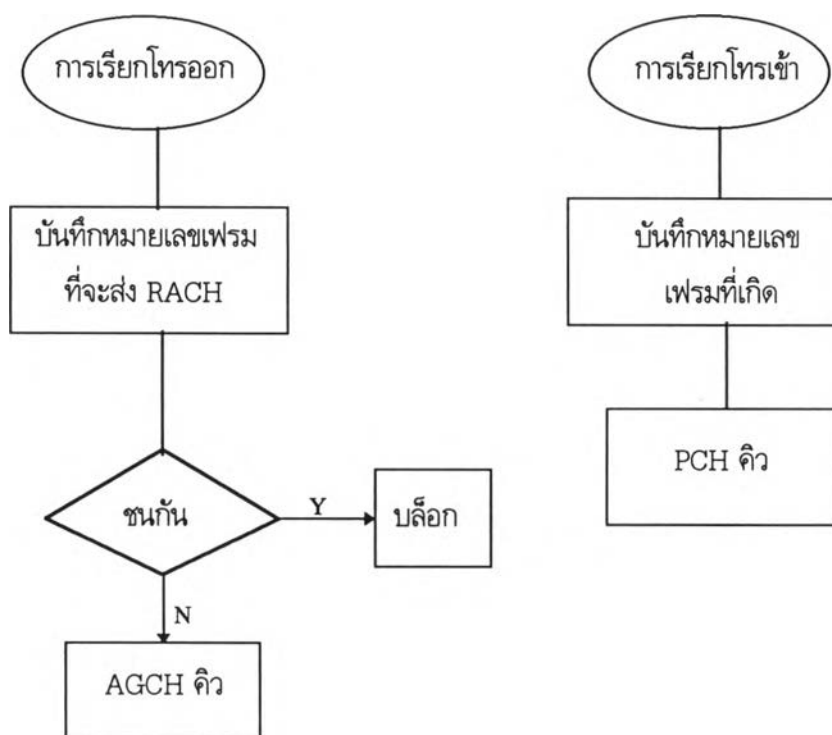 การเรียกโทรออก
บันทึกหมายเลขเฟรม
ที่จะส่ง RACH
ชนกัน
Y
บล็อก
N
AGCH คิว
การเรียกโทรเข้า
บันทึกหมายเลข
เฟรมที่เกิด
PCH คิว